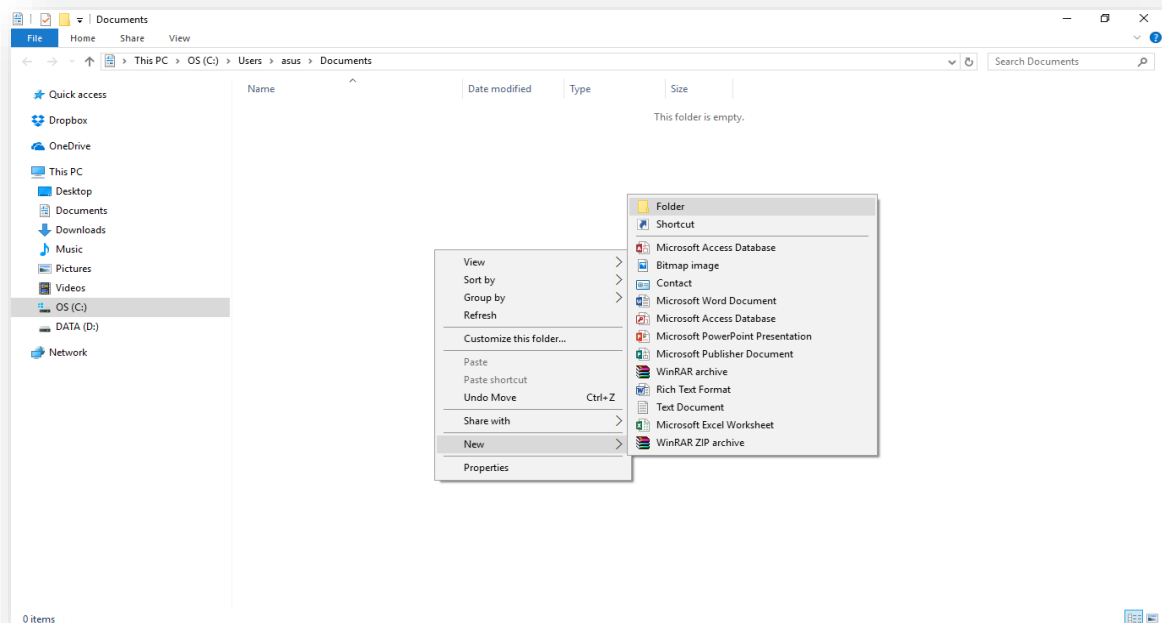 Documents
File Home Share View
This PC > OS (C:) > Users > asus > Documents
Search Documents
Name Date modified Type Size
This folder is empty.
Quick access
Dropbox
OneDrive
This PC
Desktop
Documents
Downloads
Music
Pictures
Videos
OS (C:)
DATA (D:)
Network
View
Sort by
Group by
Refresh
Customize this folder...
Paste
Paste shortcut
Undo Move Ctrl+Z
Share with
New
Properties
Folder
Shortcut
Microsoft Access Database
Bitmap image
Contact
Microsoft Word Document
Microsoft Access Database
Microsoft PowerPoint Presentation
Microsoft Publisher Document
WinRAR archive
Rich Text Format
Text Document
Microsoft Excel Worksheet
WinRAR ZIP archive
0 items